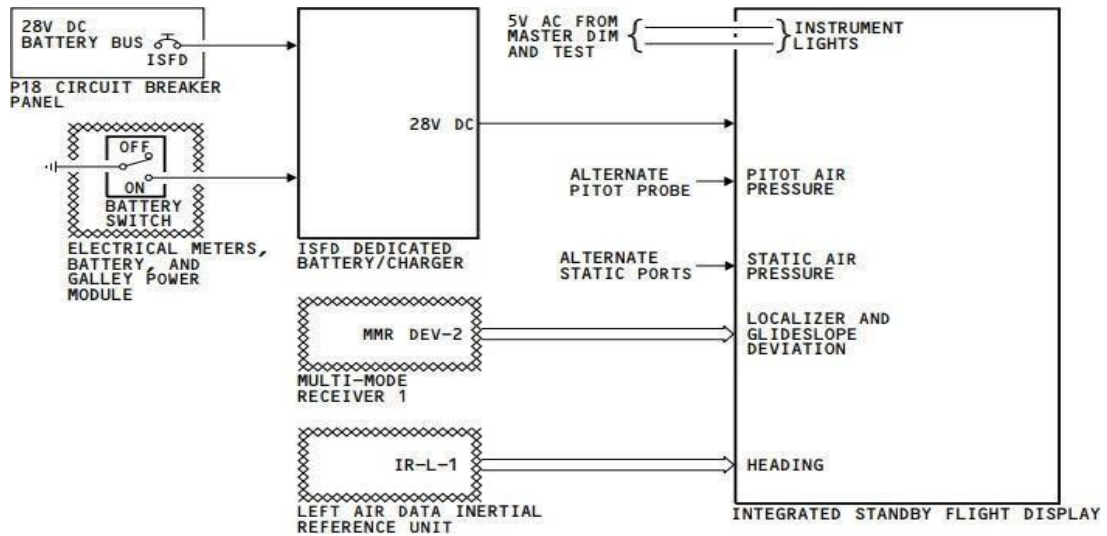 28V DC
BATTERY BUS
ISFD
P18 CIRCUIT BREAKER
PANEL
OFF
ON
BATTERY
SWITCH
ELECTRICAL METERS,
BATTERY, AND
GALLEY POWER
MODULE
28V DC
ISFD DEDICATED
BATTERY/CHARGER
MMR DEV-2
MULTI-MODE
RECEIVER 1
IR-L-1
LEFT AIR DATA INERTIAL
REFERENCE UNIT
5V AC FROM
MASTER DIM
AND TEST
INSTRUMENT
LIGHTS
ALTERNATE
PITOT PROBE
PITOT AIR
PRESSURE
ALTERNATE
STATIC PORTS
STATIC AIR
PRESSURE
LOCALIZER AND
GLIDESLOPE
DEVIATION
HEADING
INTEGRATED STANDBY FLIGHT DISPLAY